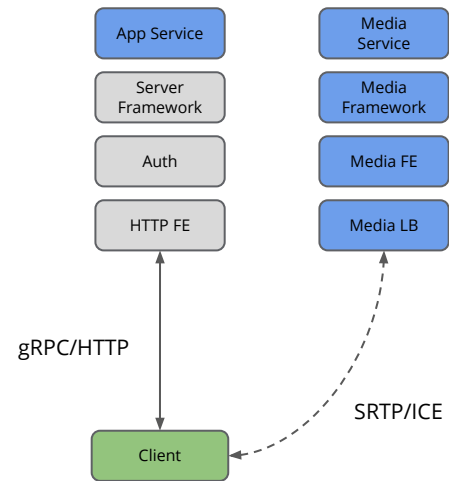 App Service
Server
Framework
Auth
HTTP FE
Media
Service
Media
Framework
Media FE
Media LB
gRPC/HTTP
SRTP/ICE
Client